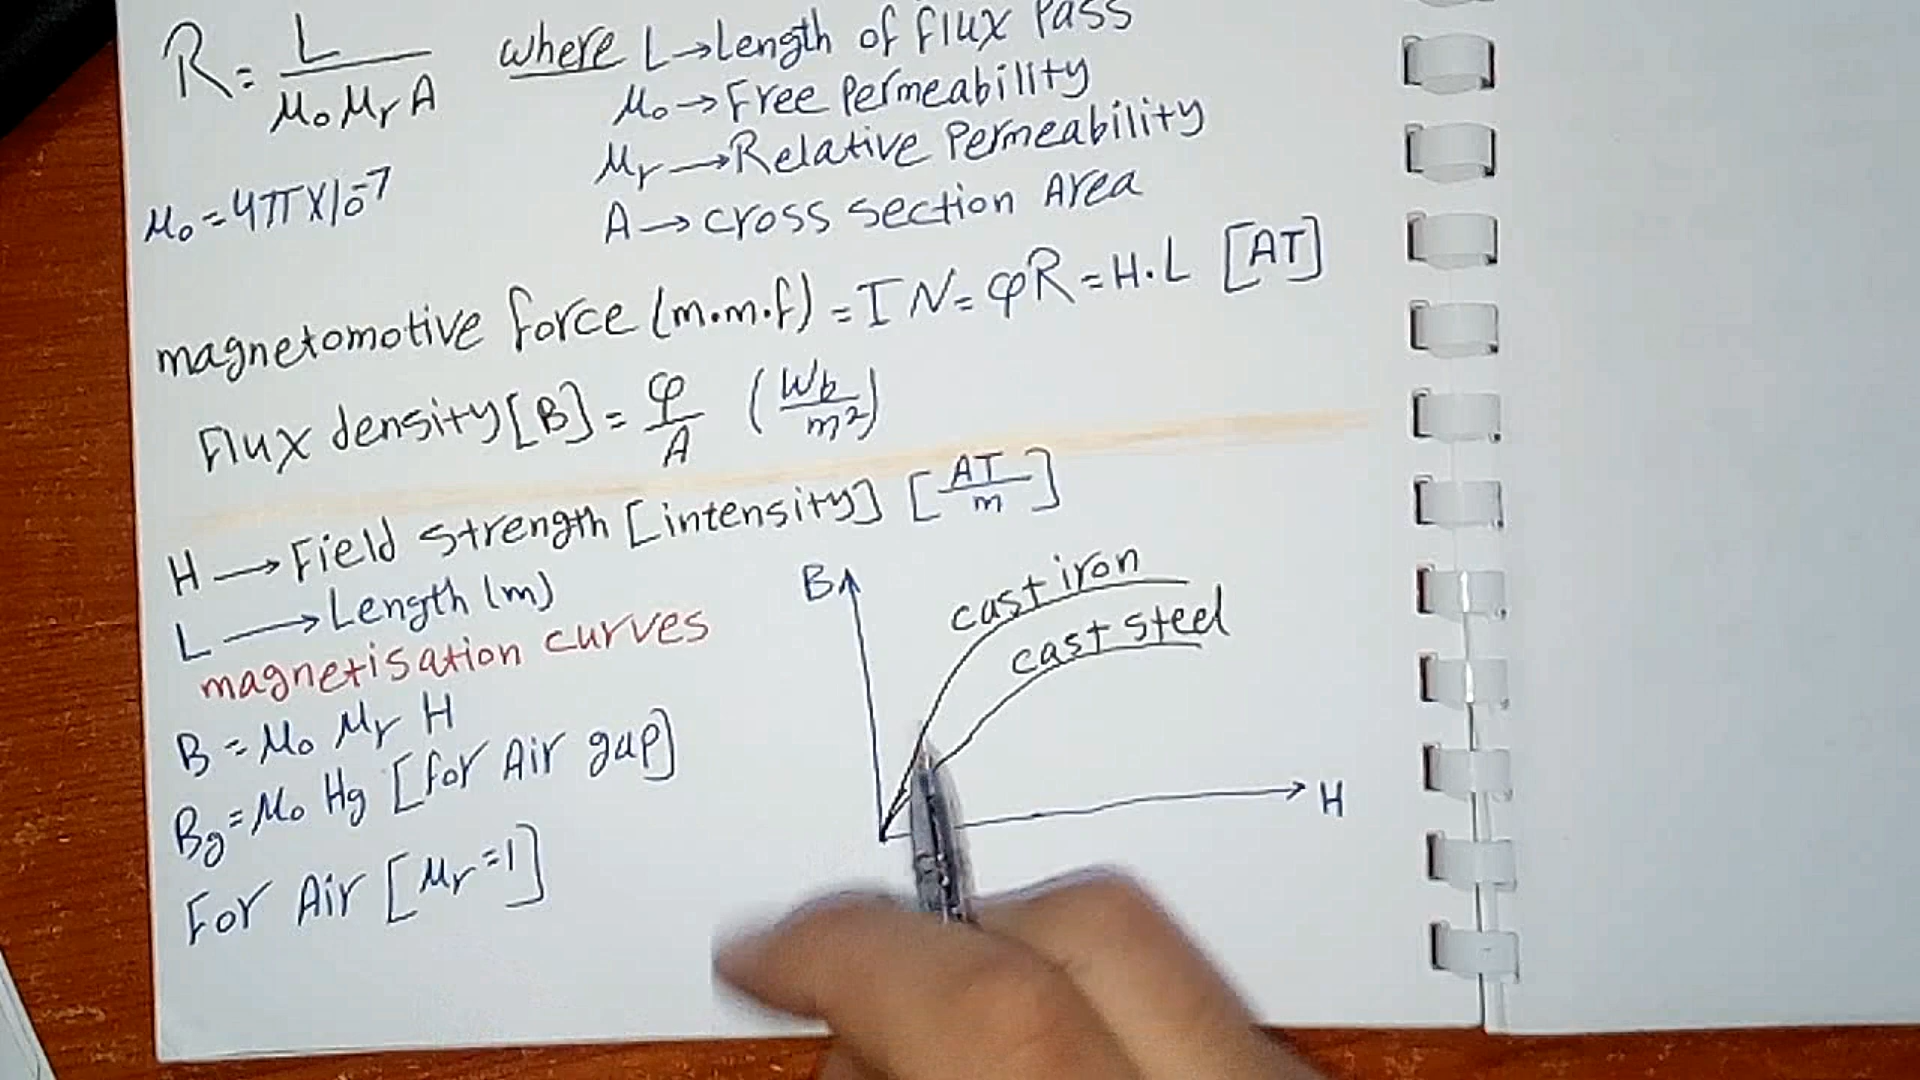 R = L / μ₀ μᵣ A where L → Length of flux Pass
μ₀ → Free Permeability
μᵣ → Relative Permeability
μ₀ = 4π × 10⁻⁷
A → cross section Area
magnetomotive force (m.m.f) = I N = φR = H.L [AT]
flux density [B] = φ / A (Wb / m²)
H → Field strength [intensity] [AT / m]
L → Length (m)
magnetisation curves
B = μ₀ μᵣ H
Bg = μ₀ Hg [for Air gap]
For Air [μᵣ = 1]
B
cast iron
cast steel
H